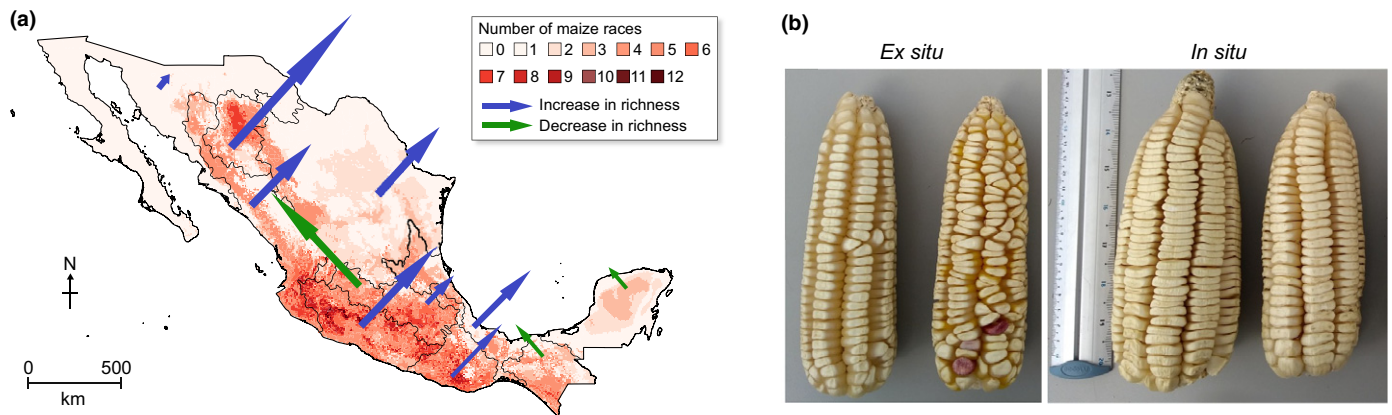 (a)
Number of maize races
0 1 2 3 4 5 6
7 8 9 10 11 12
Increase in richness
Decrease in richness
N
0 500
km
(b)
Ex situ
In situ